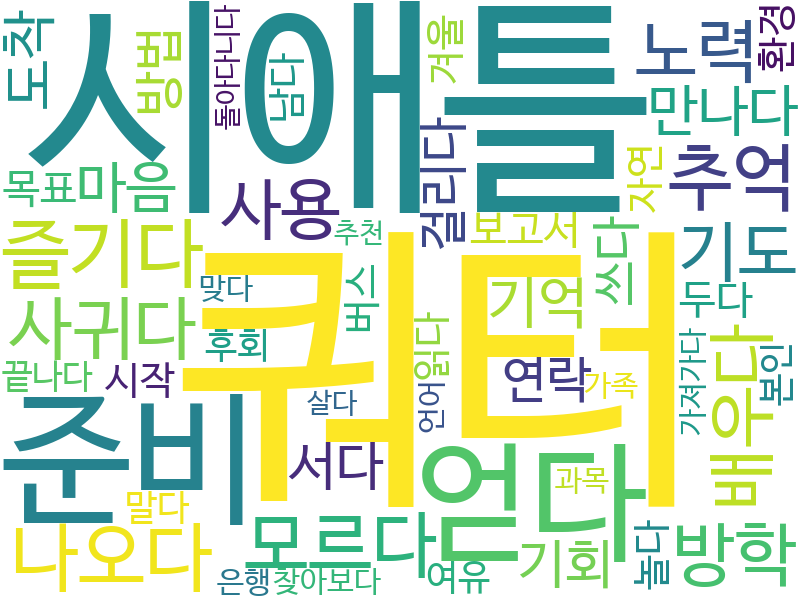 시애틀
쿼터
준비
얻다
도착
방법
돌아다니다
남다
겨울
노력
환경
만나다
목표
마음
사용
걸리다
자연
추억
즐기다
추천
보고서
쓰다
기도
사귀다
맞다
버스
기억
두다
후회
읽다
끝나다
시작
살다
언어
연락
가족
가져가다
배우다
본인
서다
과목
말다
나오다
모르다
기회
놀다
방학
은행
찾아보다
여유